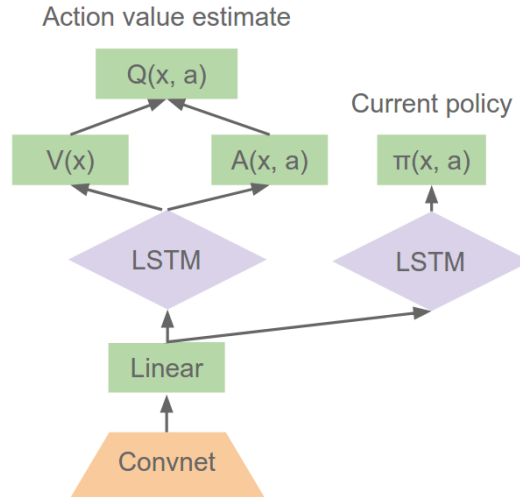 Action value estimate
Q(x, a)
Current policy
V(x)
A(x, a)
π(x, a)
LSTM
LSTM
Linear
Convnet